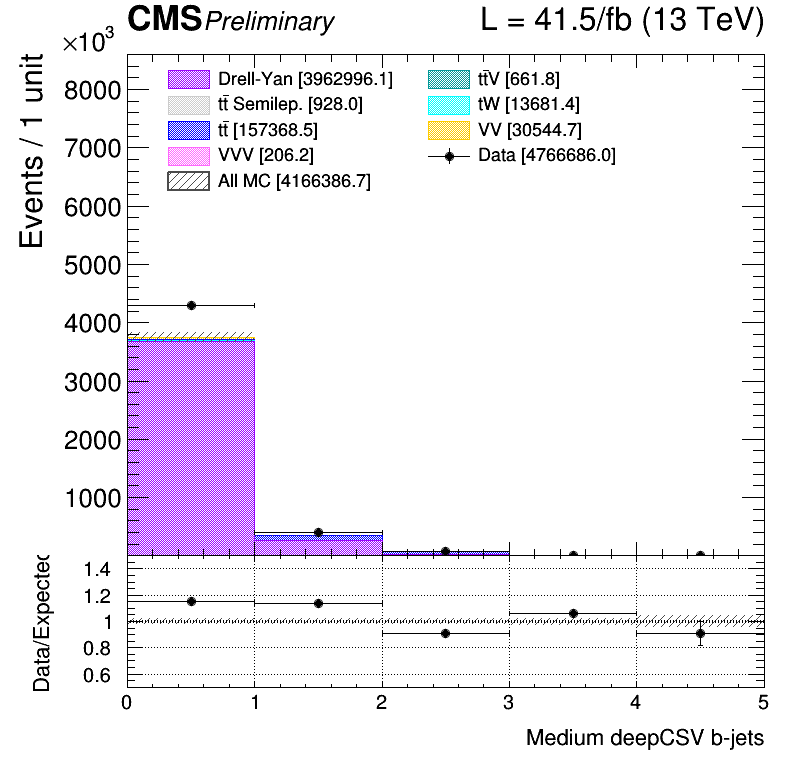 CMS Preliminary L = 41.5/fb (13 TeV)
×10³
Events / 1 unit
8000
7000
6000
5000
4000
3000
2000
1000
Drell-Yan [3962996.1]
tt̄ Semilep. [928.0]
tt̄ [157368.5]
VVV [206.2]
All MC [4166386.7]
tt̄V [661.8]
tW [13681.4]
VV [30544.7]
Data [4766686.0]
Data/Expected
1.4
1.2
1
0.8
0.6
0 1 2 3 4 5
Medium deepCSV b-jets